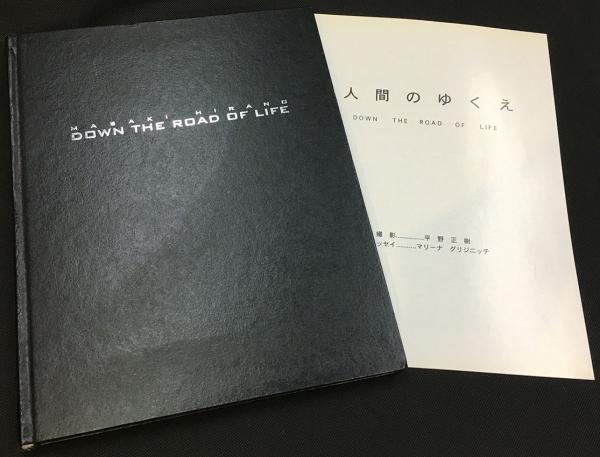 MASAKI HIRANO
DOWN THE ROAD OF LIFE
人間のゆくえ
DOWN THE ROAD OF LIFE
撮影..............平野正樹
ッセイ..........マリーナ グリジニッチ